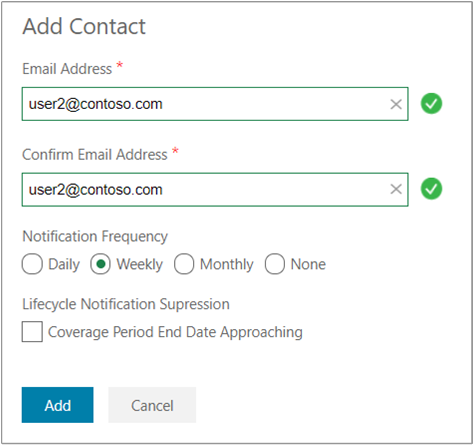 Add Contact
Email Address *
user2@contoso.com
Confirm Email Address *
user2@contoso.com
Notification Frequency
Daily Weekly Monthly None
Lifecycle Notification Supression
Coverage Period End Date Approaching
Add Cancel